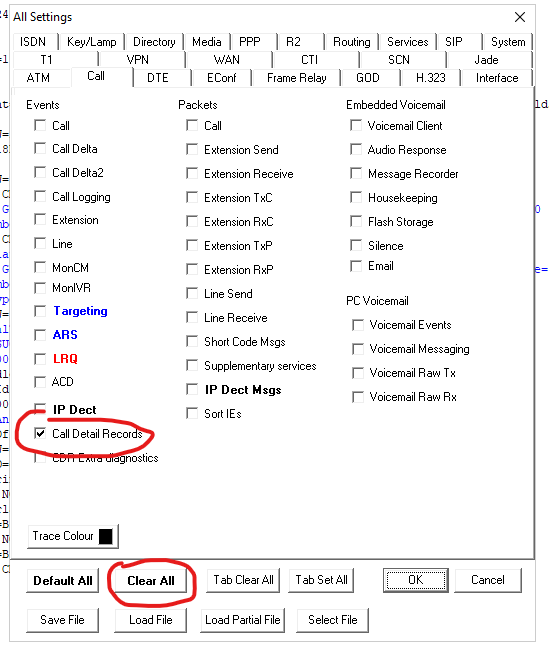 All Settings
ISDN Key/Lamp Directory Media PPP R2 Routing Services SIP System
T1 VPN WAN CTI SCN Jade
ATM Call DTE EConf Frame Relay GOD H.323 Interface
Events
Call
Call Delta
Call Delta2
Call Logging
Extension
Line
MonCM
MonIVR
Targeting
ARS
LRQ
ACD
IP Dect
Call Detail Records
CDR Extra diagnostics
Packets
Call
Extension Send
Extension Receive
Extension TxC
Extension RxC
Extension TxP
Extension RxP
Line Send
Line Receive
Short Code Msgs
Supplementary services
IP Dect Msgs
Sort IEs
Embedded Voicemail
Voicemail Client
Audio Response
Message Recorder
Housekeeping
Flash Storage
Silence
Email
PC Voicemail
Voicemail Events
Voicemail Messaging
Voicemail Raw Tx
Voicemail Raw Rx
Trace Colour
Default All Clear All Tab Clear All Tab Set All OK Cancel
Save File Load File Load Partial File Select File